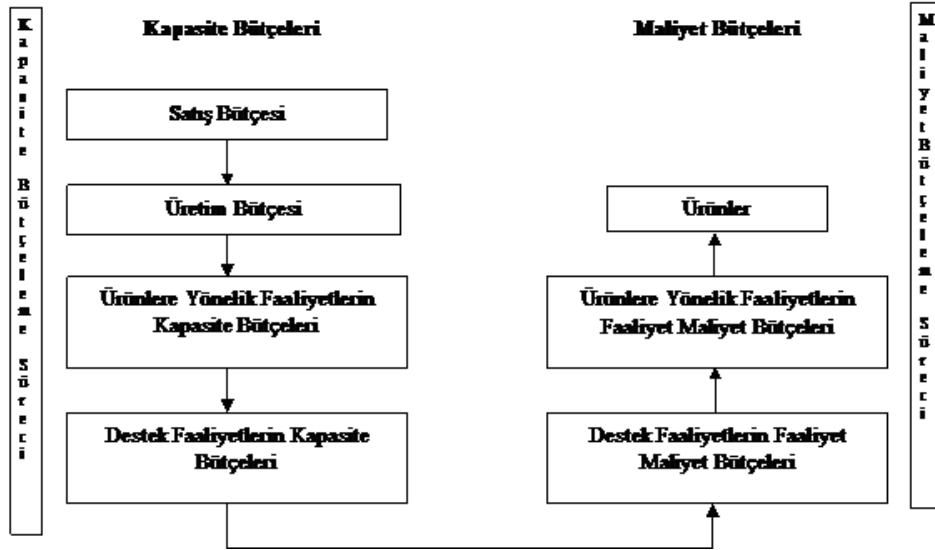 Kapasite Bütçeleme Süreci
Kapasite Bütçeleri
Satış Bütçesi
Üretim Bütçesi
Ürünlere Yönelik Faaliyetlerin
Kapasite Bütçeleri
Destek Faaliyetlerin Kapasite
Bütçeleri
Maliyet Bütçeleri
Ürünler
Ürünlere Yönelik Faaliyetlerin
Faaliyet Maliyet Bütçeleri
Destek Faaliyetlerin Faaliyet
Maliyet Bütçeleri
Maliyet Bütçeleme Süreci